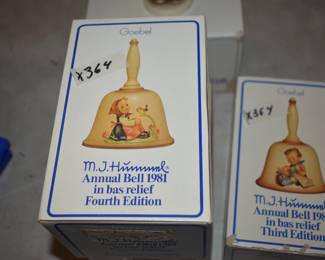 Goebel
x364
M.J. Hummel®
Annual Bell 1981
in bas relief
Fourth Edition
Goebel
x364
M.J. Hummel
Annual Bell 198
in bas relief
Third Edition